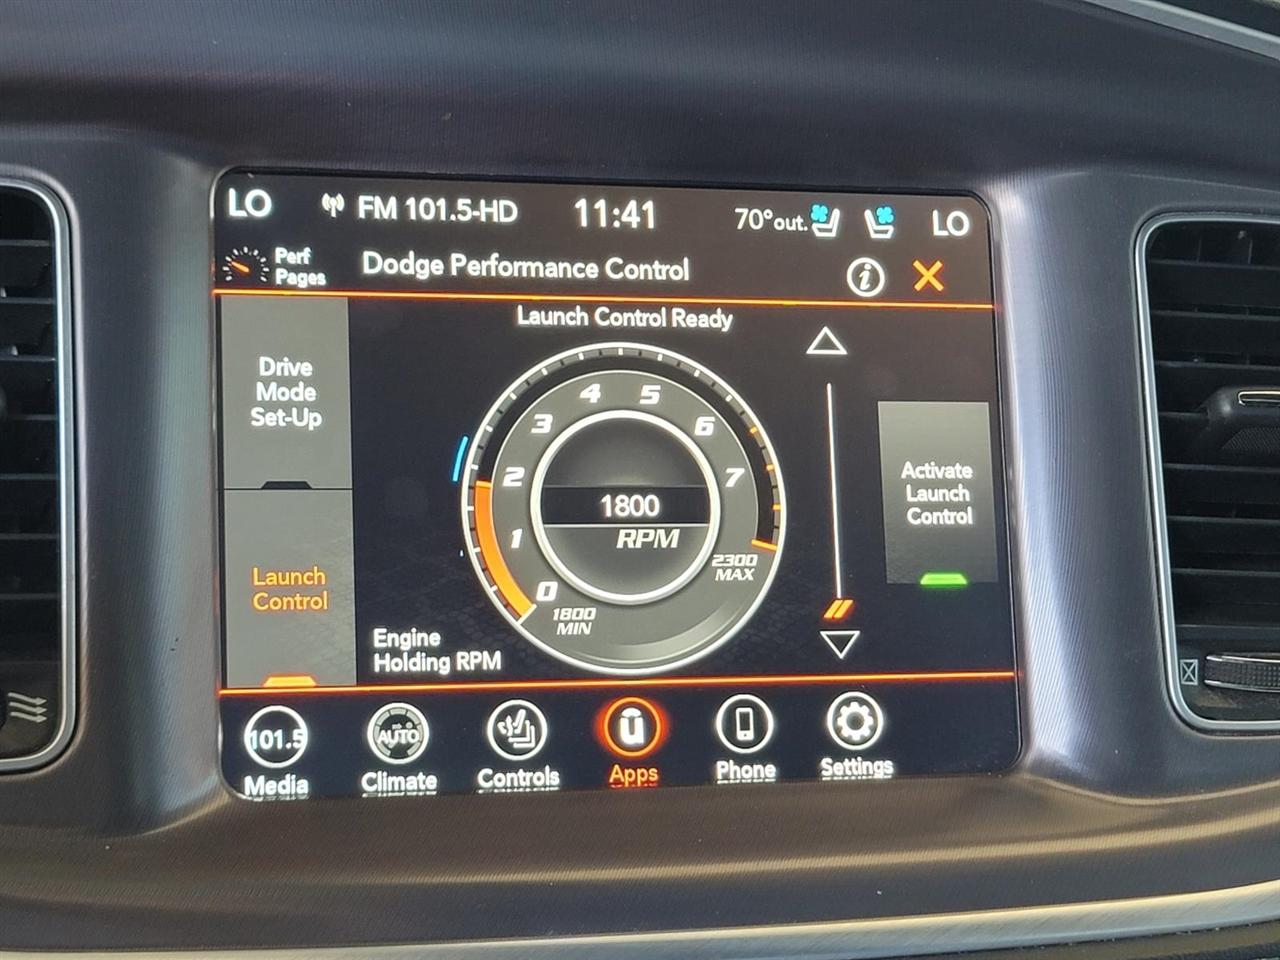 LO FM 101.5-HD 11:41 70° out. LO
Perf
Pages
Dodge Performance Control
i
Launch Control Ready
Drive
Mode
Set-Up
Launch
Control
0 1 2 3 4 5 6 7
1800
RPM
1800
MIN
2300
MAX
Engine
Holding RPM
Activate
Launch
Control
101.5
Media
AUTO
Climate
Controls
u
Apps
Phone
Settings